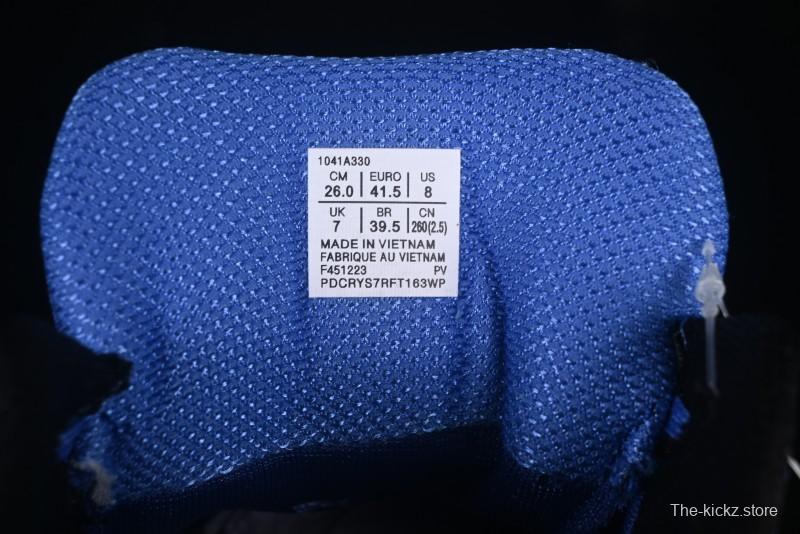 1041A330
CM | EURO | US
26.0 | 41.5 | 8
UK | BR | CN
7 | 39.5 | 260(2.5)
MADE IN VIETNAM
FABRIQUE AU VIETNAM
F451223 PV
PDCRYS7RFT163WP
The-kickz.store